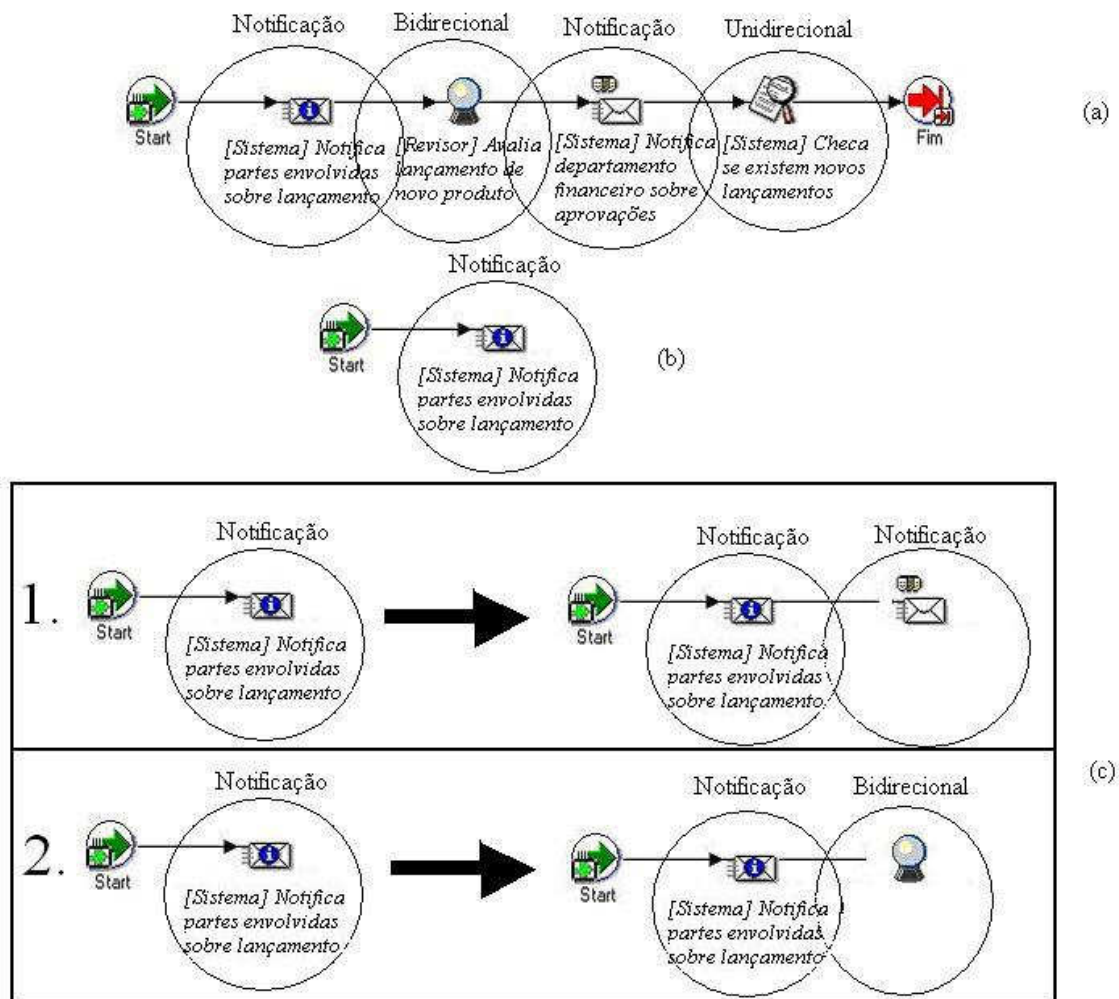 Notificação Bidirecional Notificação Unidirecional
Start
[Sistema] Notifica
partes envolvidas
sobre lançamento
[Revisor] Avalia
lançamento de
novo produto
[Sistema] Notifica
departamento
financeiro sobre
aprovações
[Sistema] Checa
se existem novos
lançamentos
Fim
(a)
Notificação
Start
[Sistema] Notifica
partes envolvidas
sobre lançamento
(b)
1.
Notificação
Start
[Sistema] Notifica
partes envolvidas
sobre lançamento
Notificação Notificação
Start
[Sistema] Notifica
partes envolvidas
sobre lançamento
2.
Notificação
Start
[Sistema] Notifica
partes envolvidas
sobre lançamento
Notificação Bidirecional
Start
[Sistema] Notifica
partes envolvidas
sobre lançamento
(c)